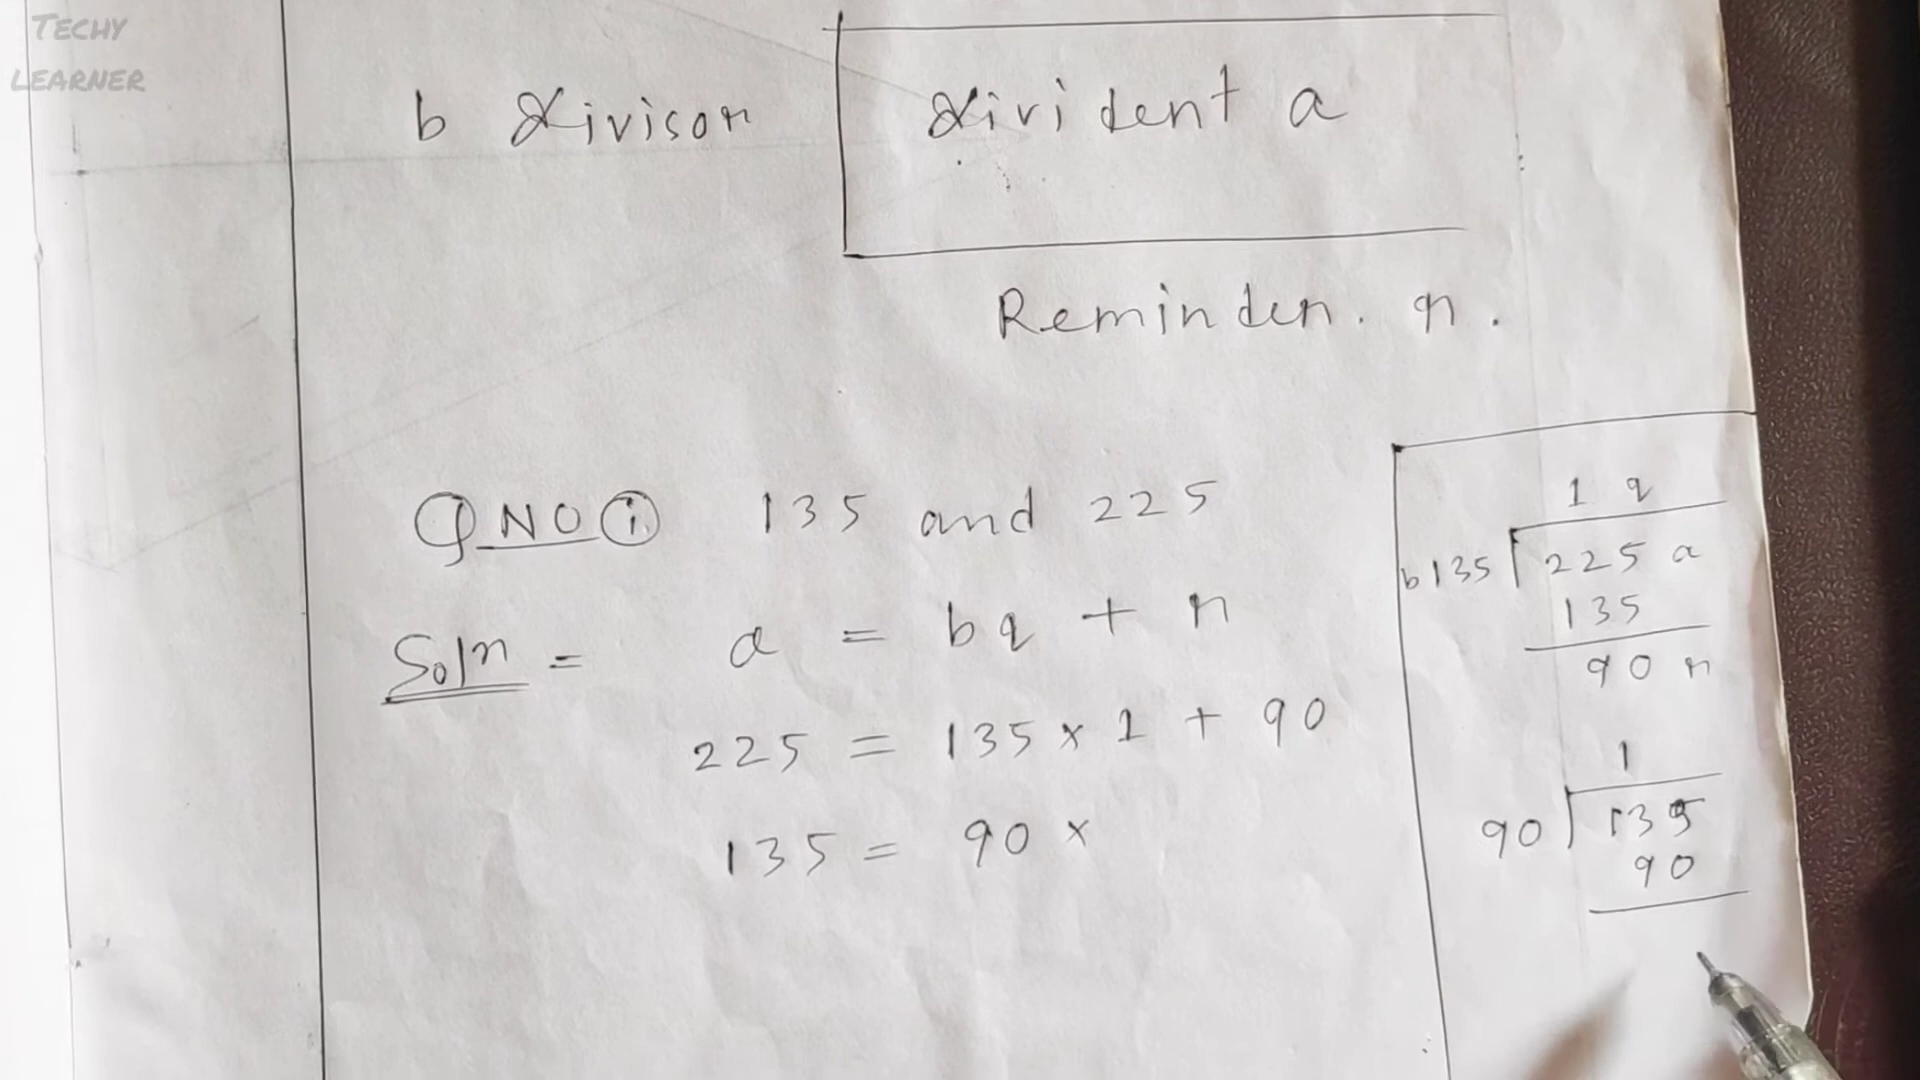 TECHY
LEARNER
b Divisor
Divident a
Reminder. r.
Q NO (i) 135 and 225
Soln = a = bq + r
225 = 135 × 1 + 90
135 = 90 ×
1 q
b 135 225 a
135
90 r
1
90 135
90